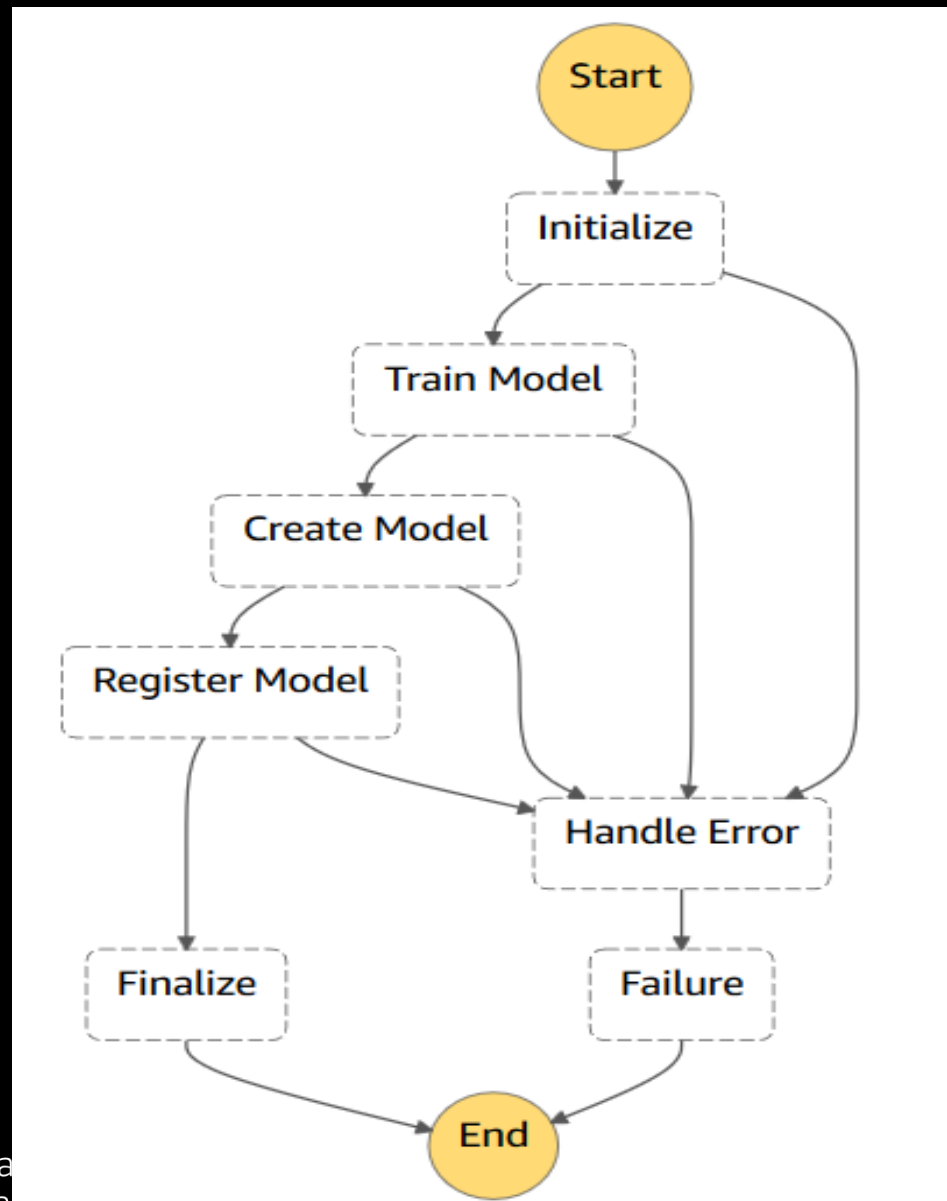 Start
Initialize
Train Model
Create Model
Register Model
Handle Error
Finalize
Failure
End